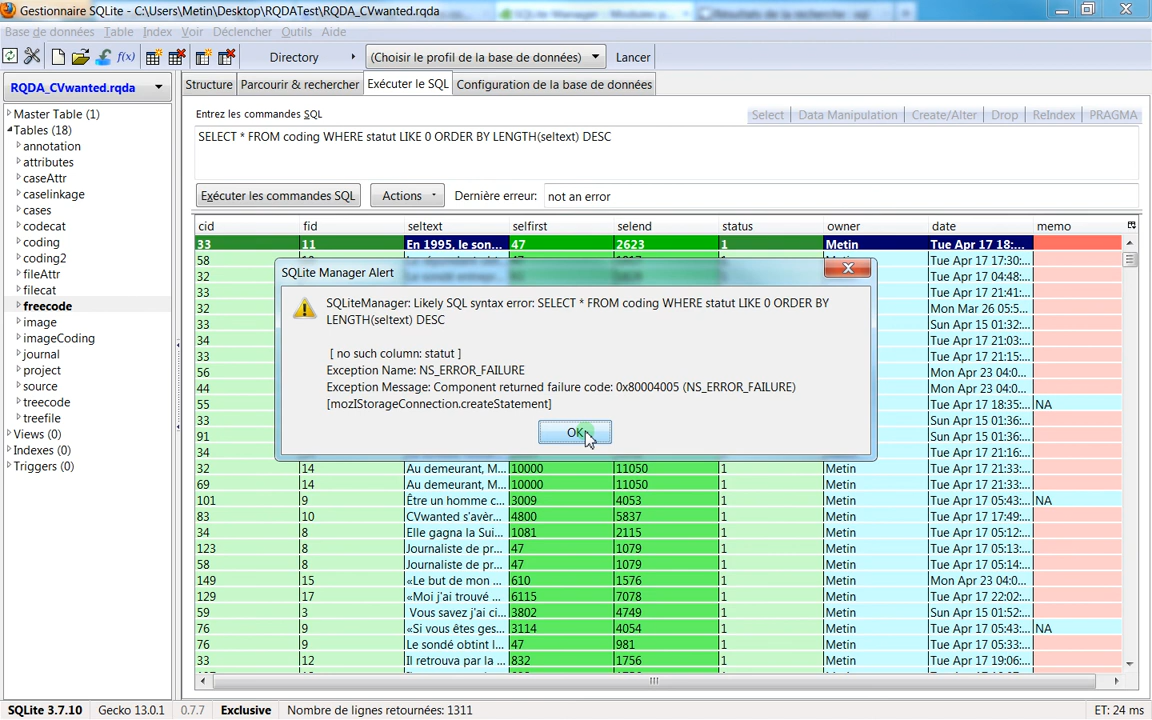 Gestionnaire SQLite - C:\Users\Metin\Desktop\RQDATest\RQDA_CVwanted.rqda
Base de données Table Index Voir Déclencher Outils Aide
f(x) Directory (Choisir le profil de la base de données) Lancer
RQDA_CVwanted.rqda
Structure Parcourir & rechercher Exécuter le SQL Configuration de la base de données
Master Table (1)
Tables (18)
annotation
attributes
caseAttr
caselinkage
cases
codecat
coding
coding2
fileAttr
filecat
freecode
image
imageCoding
journal
project
source
treecode
treefile
Views (0)
Indexes (0)
Triggers (0)
Entrez les commandes SQL
Select Data Manipulation Create/Alter Drop ReIndex PRAGMA
SELECT * FROM coding WHERE statut LIKE 0 ORDER BY LENGTH(seltext) DESC
Exécuter les commandes SQL Actions Dernière erreur: not an error
cid fid seltext selfirst selend status owner date memo
33 11 En 1995, le son... 47 2623 1 Metin Tue Apr 17 18:...
58 Tue Apr 17 17:30:...
32 Tue Apr 17 04:48:...
33 Tue Apr 17 21:41:...
32 Mon Mar 26 05:5...
33 Sun Apr 15 01:32:...
34 Tue Apr 17 21:03:...
33 Tue Apr 17 21:15:...
56 Mon Apr 23 04:0...
44 Mon Apr 23 04:0...
55 Tue Apr 17 18:35:... NA
33 Sun Apr 15 01:36:...
91 Sun Apr 15 01:36:...
34 Tue Apr 17 21:16:...
SQLite Manager Alert
SQLiteManager: Likely SQL syntax error: SELECT * FROM coding WHERE statut LIKE 0 ORDER BY
LENGTH(seltext) DESC
[ no such column: statut ]
Exception Name: NS_ERROR_FAILURE
Exception Message: Component returned failure code: 0x80004005 (NS_ERROR_FAILURE)
[mozIStorageConnection.createStatement]
OK
32 14 Au demeurant, M... 10000 11050 1 Metin Tue Apr 17 21:33:...
69 14 Au demeurant, M... 10000 11050 1 Metin Tue Apr 17 21:33:...
101 9 Être un homme c... 3009 4053 1 Metin Tue Apr 17 05:43:... NA
83 10 CVwanted s'avèr... 4800 5837 1 Metin Tue Apr 17 17:49:...
34 8 Elle gagna la Sui... 1081 2115 1 Metin Tue Apr 17 05:12:...
123 8 Journaliste de pr... 47 1079 1 Metin Tue Apr 17 05:13:...
58 8 Journaliste de pr... 47 1079 1 Metin Tue Apr 17 05:14:...
149 15 «Le but de mon ... 610 1576 1 Metin Mon Apr 23 04:0...
129 17 «Moi j'ai trouvé ... 6115 7078 1 Metin Tue Apr 17 22:02:...
59 3 Vous savez j'ai ci... 3802 4749 1 Metin Sun Apr 15 01:52:...
76 9 «Si vous êtes ges... 3114 4054 1 Metin Tue Apr 17 05:43:... NA
76 9 Le sondé obtint l... 47 981 1 Metin Tue Apr 17 05:33:...
33 12 Il retrouva par la ... 832 1756 1 Metin Tue Apr 17 19:06:...
SQLite 3.7.10 Gecko 13.0.1 0.7.7 Exclusive Nombre de lignes retournées: 1311 ET: 24 ms